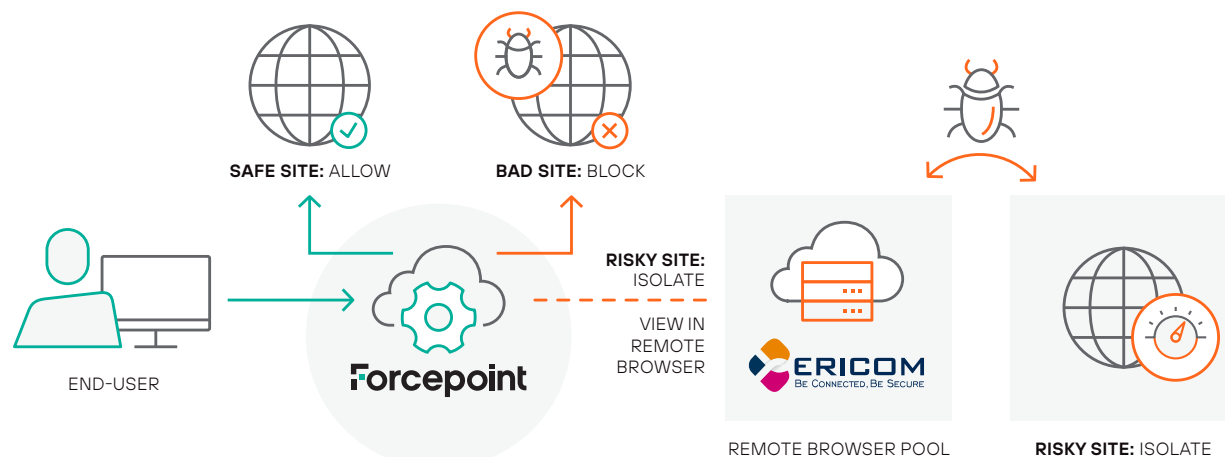 SAFE SITE: ALLOW
BAD SITE: BLOCK
RISKY SITE:
ISOLATE
VIEW IN
REMOTE
BROWSER
END-USER
Forcepoint
ERICOM
BE CONNECTED, BE SECURE
REMOTE BROWSER POOL
RISKY SITE: ISOLATE